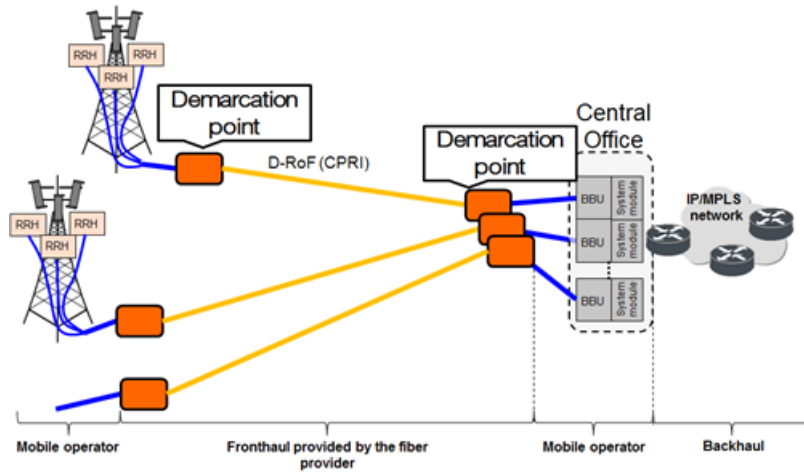 RRH
RRH
RRH
Demarcation
point
D-RoF (CPRI)
Demarcation
point
Central
Office
BBU
System
module
BBU
System
module
BBU
System
module
IP/MPLS
network
RRH
RRH
RRH
Mobile operator
Fronthaul provided by the fiber
provider
Mobile operator
Backhaul